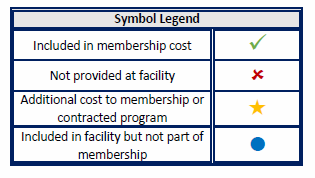 Symbol Legend
Included in membership cost
Not provided at facility
Additional cost to membership or
contracted program
Included in facility but not part of
membership